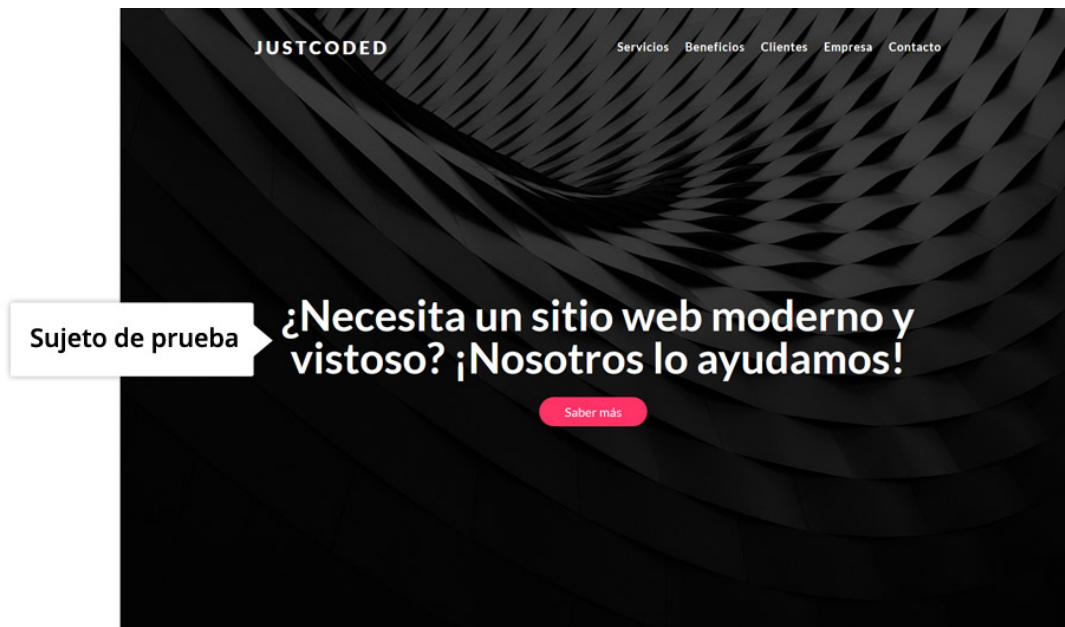 JUSTCODED
Servicios Beneficios Clientes Empresa Contacto
Sujeto de prueba
¿Necesita un sitio web moderno y
vistoso? ¡Nosotros lo ayudamos!
Saber más